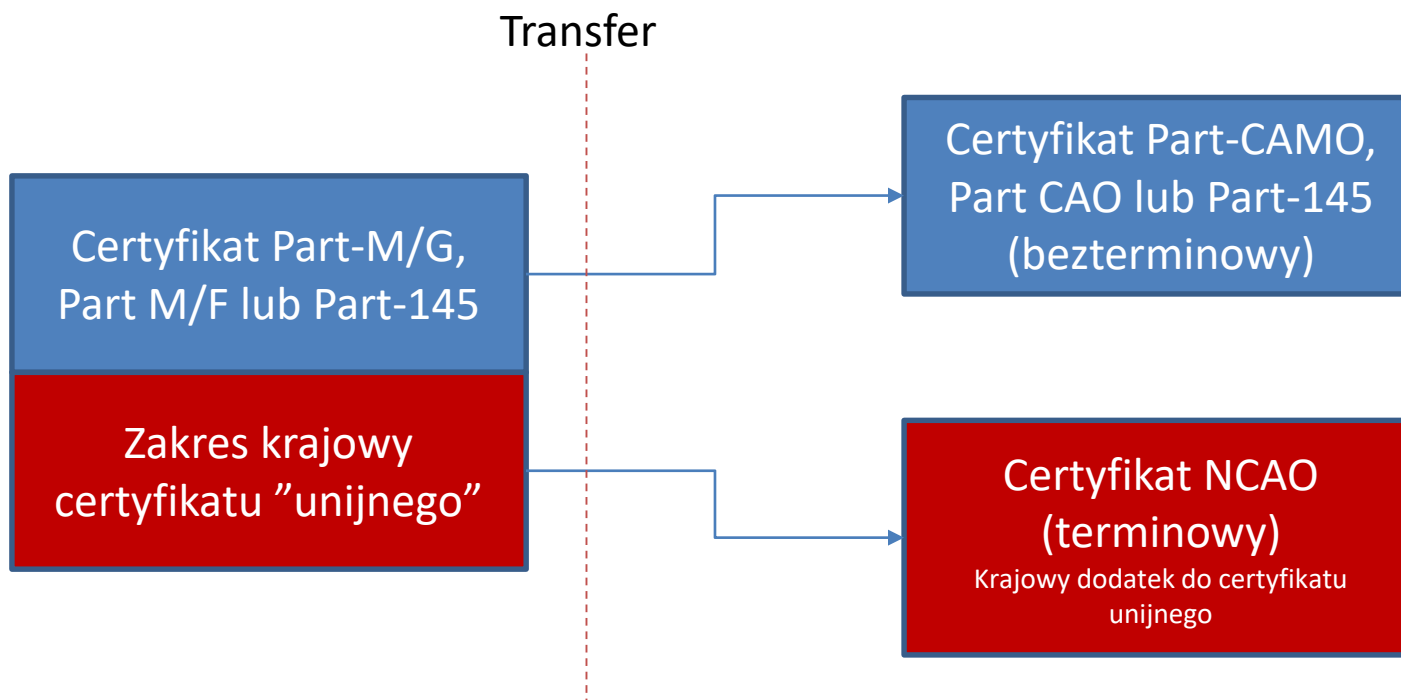 Transfer
Certyfikat Part-M/G,
Part M/F lub Part-145
Zakres krajowy
certyfikatu ”unijnego”
Certyfikat Part-CAMO,
Part CAO lub Part-145
(bezterminowy)
Certyfikat NCAO
(terminowy)
Krajowy dodatek do certyfikatu
unijnego